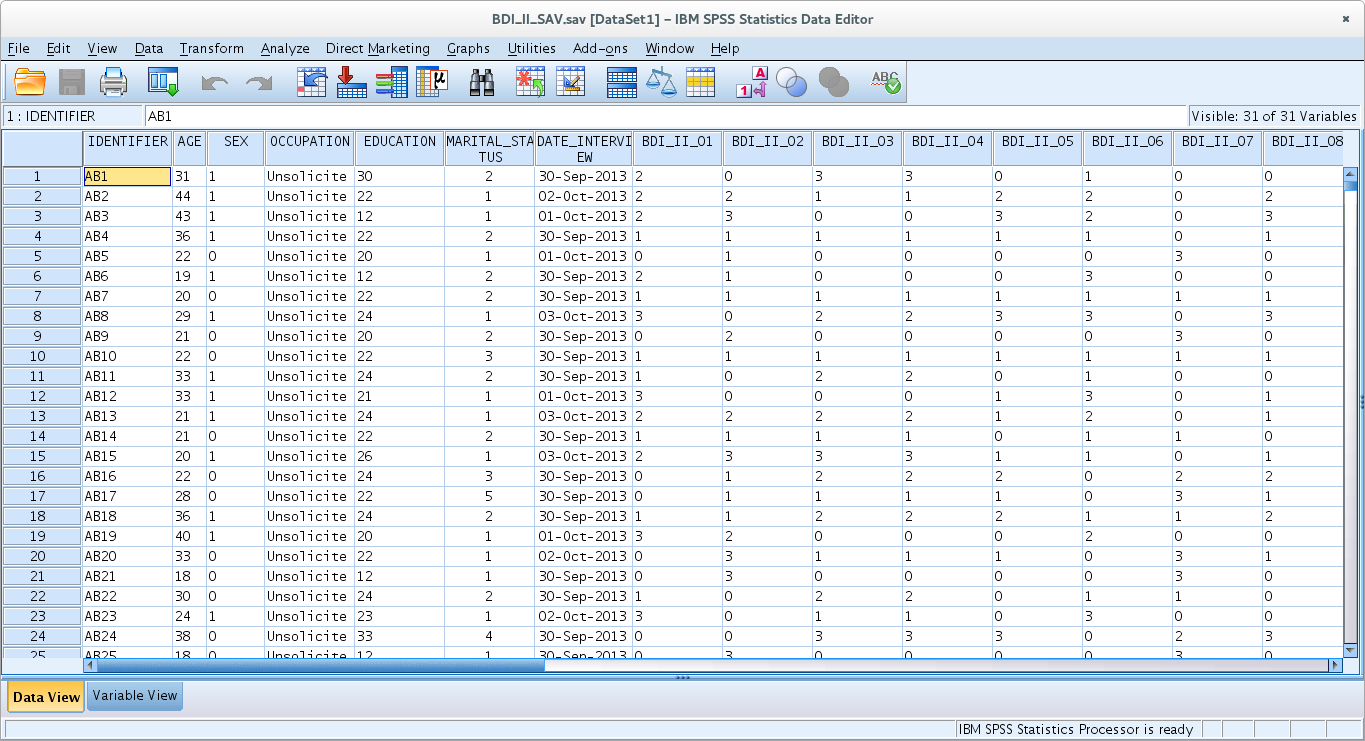 BDI_II_SAV.sav [DataSet1] – IBM SPSS Statistics Data Editor
File Edit View Data Transform Analyze Direct Marketing Graphs Utilities Add-ons Window Help
μ A 1 ABC
1 : IDENTIFIER AB1 Visible: 31 of 31 Variables
IDENTIFIER AGE SEX OCCUPATION EDUCATION MARITAL_STA DATE_INTERVI BDI_II_01 BDI_II_02 BDI_II_03 BDI_II_04 BDI_II_05 BDI_II_06 BDI_II_07 BDI_II_08
TUS EW
1 AB1 31 1 Unsolicite 30 2 30-Sep-2013 2 0 3 3 0 1 0 0
2 AB2 44 1 Unsolicite 22 1 02-Oct-2013 2 2 1 1 2 2 0 2
3 AB3 43 1 Unsolicite 12 1 01-Oct-2013 2 3 0 0 3 2 0 3
4 AB4 36 1 Unsolicite 22 2 30-Sep-2013 1 1 1 1 1 1 0 1
5 AB5 22 0 Unsolicite 20 1 01-Oct-2013 0 1 0 0 0 0 3 0
6 AB6 19 1 Unsolicite 12 2 30-Sep-2013 2 1 0 0 0 3 0 0
7 AB7 20 0 Unsolicite 22 2 30-Sep-2013 1 1 1 1 1 1 1 1
8 AB8 29 1 Unsolicite 24 1 03-Oct-2013 3 0 2 2 3 3 0 3
9 AB9 21 0 Unsolicite 20 2 30-Sep-2013 0 2 0 0 0 0 3 0
10 AB10 22 0 Unsolicite 22 3 30-Sep-2013 1 1 1 1 1 1 1 1
11 AB11 33 1 Unsolicite 24 2 30-Sep-2013 1 0 2 2 0 1 0 0
12 AB12 33 1 Unsolicite 21 1 01-Oct-2013 3 0 0 0 1 3 0 1
13 AB13 21 1 Unsolicite 24 1 03-Oct-2013 2 2 2 2 1 2 0 1
14 AB14 21 0 Unsolicite 22 2 30-Sep-2013 1 1 1 1 0 1 1 0
15 AB15 20 1 Unsolicite 26 1 03-Oct-2013 2 3 3 3 1 1 0 1
16 AB16 22 0 Unsolicite 24 3 30-Sep-2013 0 1 2 2 2 0 2 2
17 AB17 28 0 Unsolicite 22 5 30-Sep-2013 0 1 1 1 1 0 3 1
18 AB18 36 1 Unsolicite 24 2 30-Sep-2013 1 1 2 2 2 1 1 2
19 AB19 40 1 Unsolicite 20 1 01-Oct-2013 3 2 0 0 0 2 0 0
20 AB20 33 0 Unsolicite 22 1 02-Oct-2013 0 3 1 1 1 0 3 1
21 AB21 18 0 Unsolicite 12 1 30-Sep-2013 0 3 0 0 0 0 3 0
22 AB22 30 0 Unsolicite 24 2 30-Sep-2013 1 0 2 2 0 1 1 0
23 AB23 24 1 Unsolicite 23 1 02-Oct-2013 3 0 1 1 0 3 0 0
24 AB24 38 0 Unsolicite 33 4 30-Sep-2013 0 0 3 3 3 0 2 3
25 AB25 18 0 Unsolicite 12 1 30-Sep-2013 0 3 0 0 0 0 3 0
Data View Variable View
IBM SPSS Statistics Processor is ready